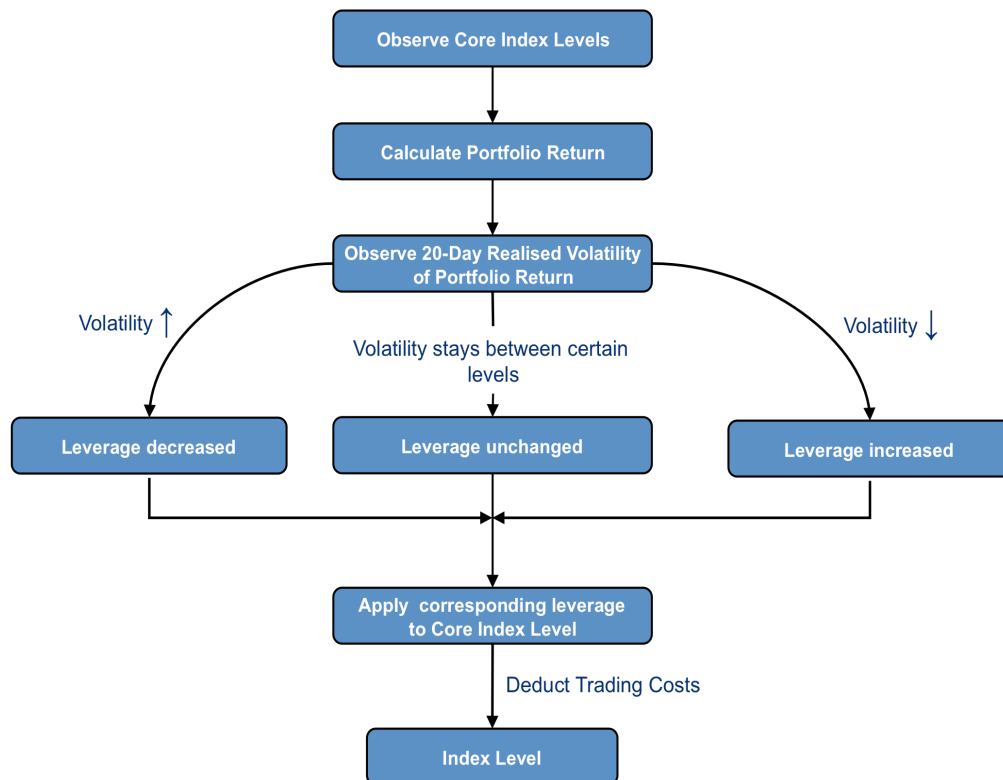 Observe Core Index Levels
Calculate Portfolio Return
Observe 20-Day Realised Volatility
of Portfolio Return
Volatility ↑
Volatility stays between certain
levels
Volatility ↓
Leverage decreased
Leverage unchanged
Leverage increased
Apply corresponding leverage
to Core Index Level
Deduct Trading Costs
Index Level